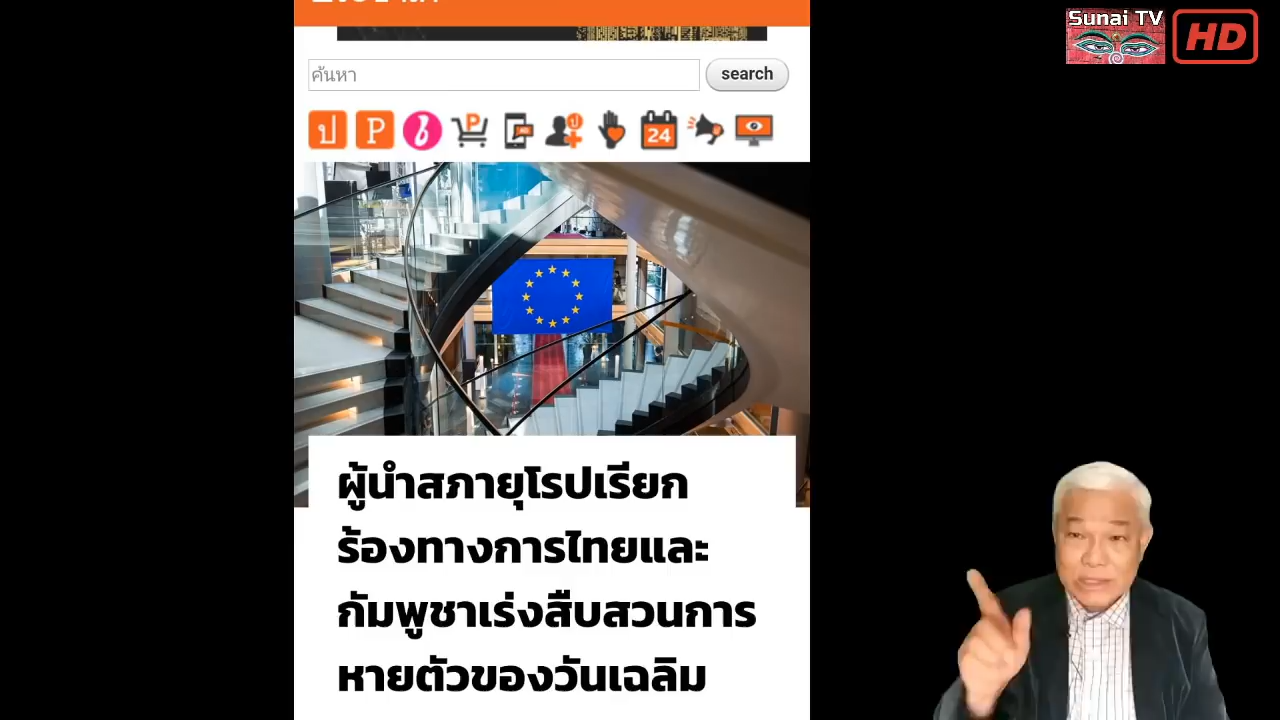 Sunai TV
HD
ค้นหา
search
ป
P
P
ป
24
ผู้นำสภายุโรปเรียก
ร้องทางการไทยและ
กัมพูชาเร่งสืบสวนการ
หายตัวของวันเฉลิม